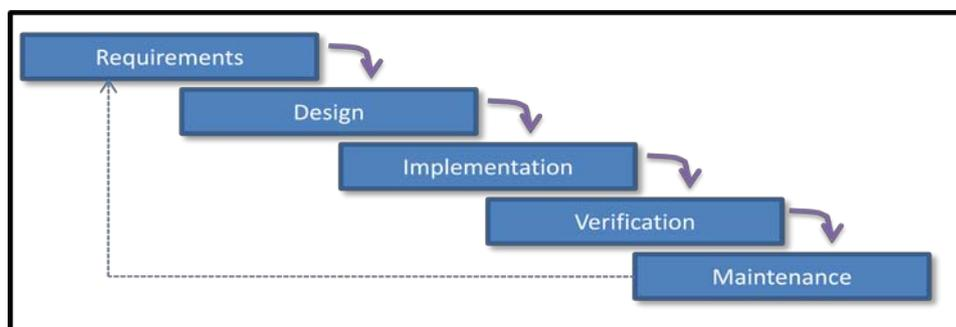 Requirements
Design
Implementation
Verification
Maintenance